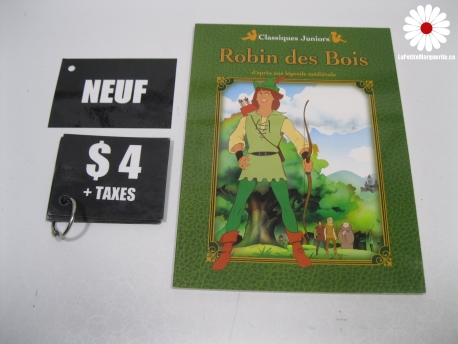 NEUF
$4
+ TAXES
Classiques Juniors
Robin des Bois
d'après une légende médiévale
LaPetiteMarguerite.ca